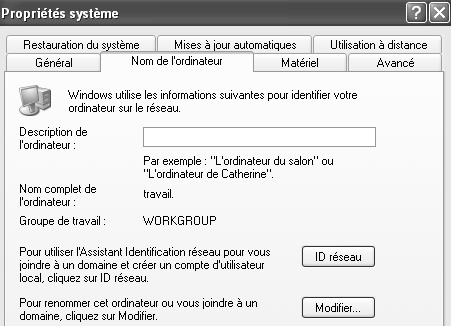 Propriétés système
Restauration du système
Mises à jour automatiques
Utilisation à distance
Général
Nom de l'ordinateur
Matériel
Avancé
Windows utilise les informations suivantes pour identifier votre
ordinateur sur le réseau.
Description de
l'ordinateur :
Par exemple : "L'ordinateur du salon" ou
"L'ordinateur de Catherine".
Nom complet de
l'ordinateur :
travail.
Groupe de travail :
WORKGROUP
Pour utiliser l'Assistant Identification réseau pour vous
joindre à un domaine et créer un compte d'utilisateur
local, cliquez sur ID réseau.
ID réseau
Pour renommer cet ordinateur ou vous joindre à un
domaine, cliquez sur Modifier.
Modifier...